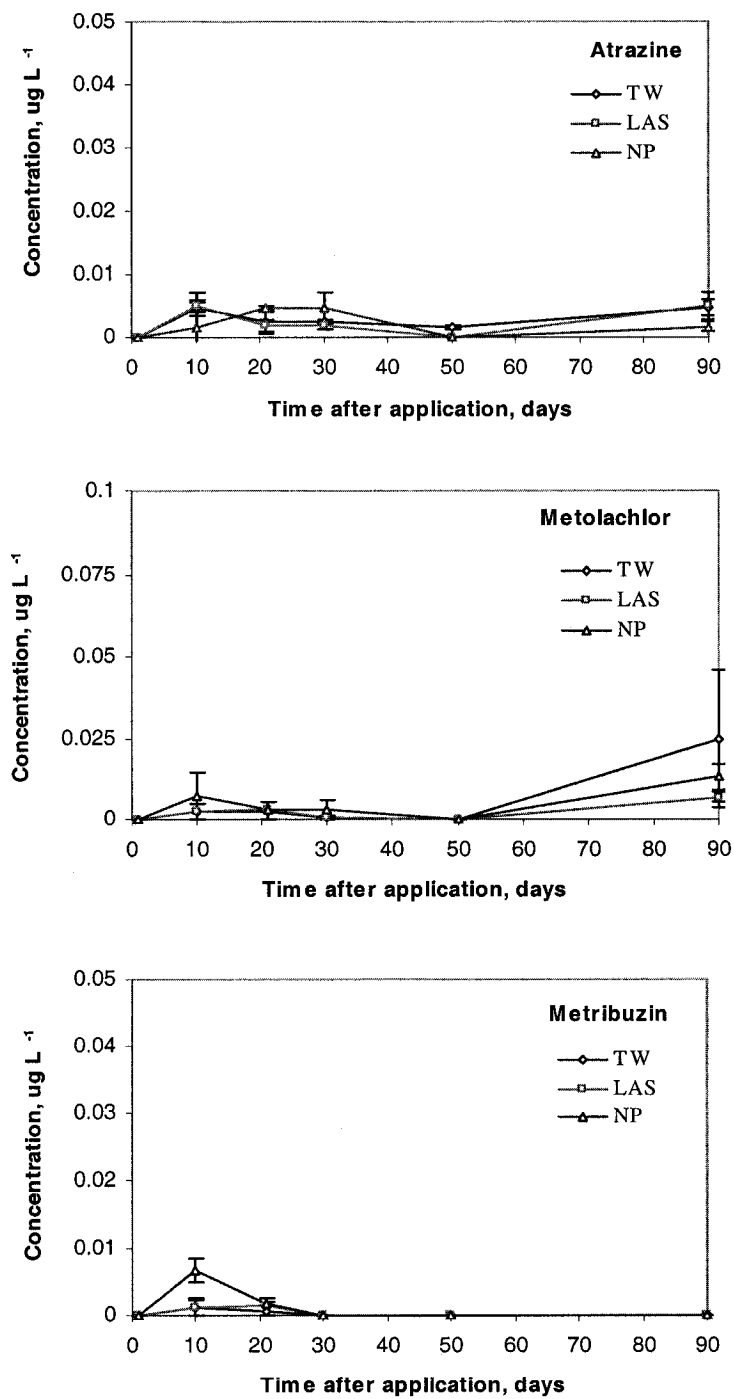 Atrazine
TW
LAS
NP
Concentration, ug L -1
0.05
0.04
0.03
0.02
0.01
0
0 10 20 30 40 50 60 70 80 90
Time after application, days
Metolachlor
TW
LAS
NP
Concentration, ug L -1
0.1
0.075
0.05
0.025
0
0 10 20 30 40 50 60 70 80 90
Time after application, days
Metribuzin
TW
LAS
NP
Concentration, ug L -1
0.05
0.04
0.03
0.02
0.01
0
0 10 20 30 40 50 60 70 80 90
Time after application, days